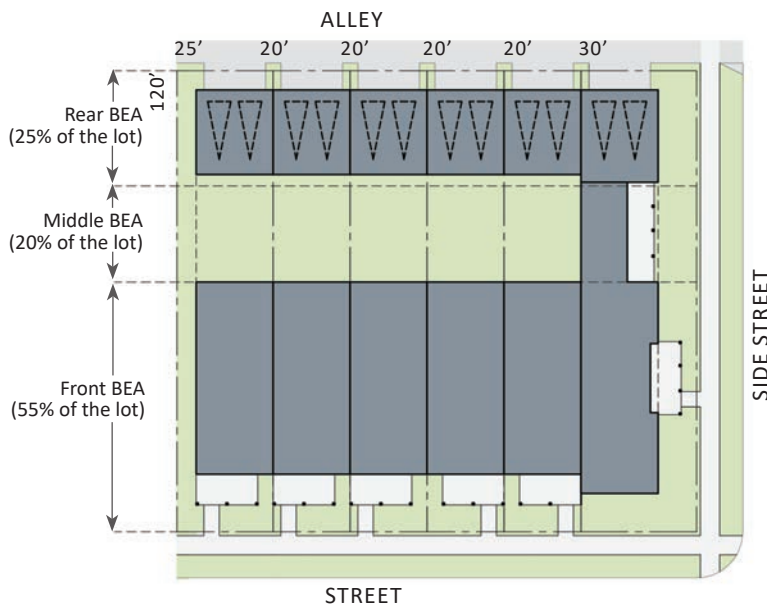 ALLEY
25’ 20’ 20’ 20’ 20’ 30’
120’
Rear BEA
(25% of the lot)
Middle BEA
(20% of the lot)
Front BEA
(55% of the lot)
SIDE STREET
STREET